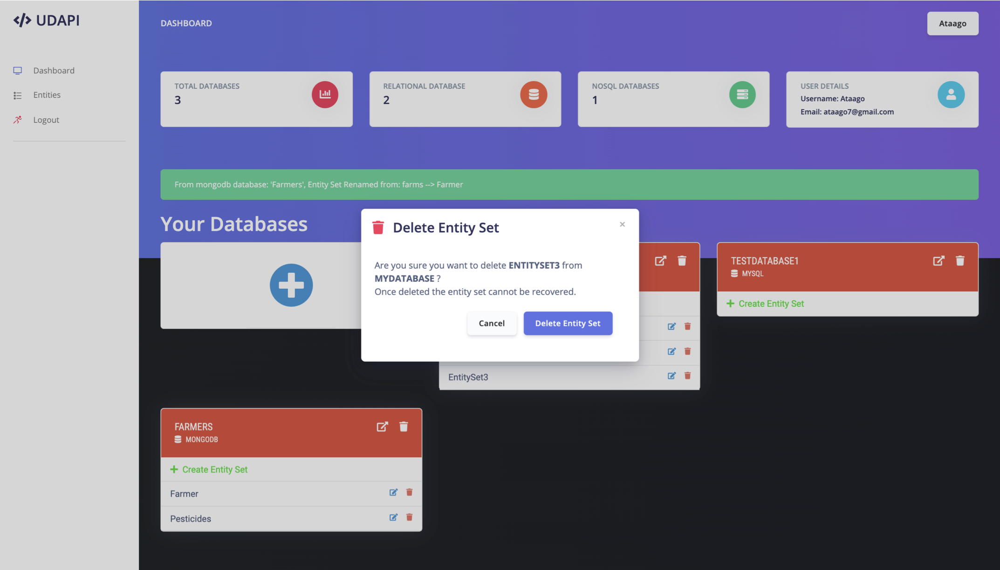 </> UDAPI
DASHBOARD
Ataago
Dashboard
Entities
Logout
TOTAL DATABASES
3
RELATIONAL DATABASE
2
NOSQL DATABASES
1
USER DETAILS
Username: Ataago
Email: ataago7@gmail.com
From mongodb database: 'Farmers', Entity Set Renamed from: farms --> Farmer
Your Databases
Delete Entity Set
×
Are you sure you want to delete ENTITYSET3 from
MYDATABASE ?
Once deleted the entity set cannot be recovered.
Cancel
Delete Entity Set
TESTDATABASE1
MYSQL
Create Entity Set
EntitySet3
FARMERS
MONGODB
Create Entity Set
Farmer
Pesticides